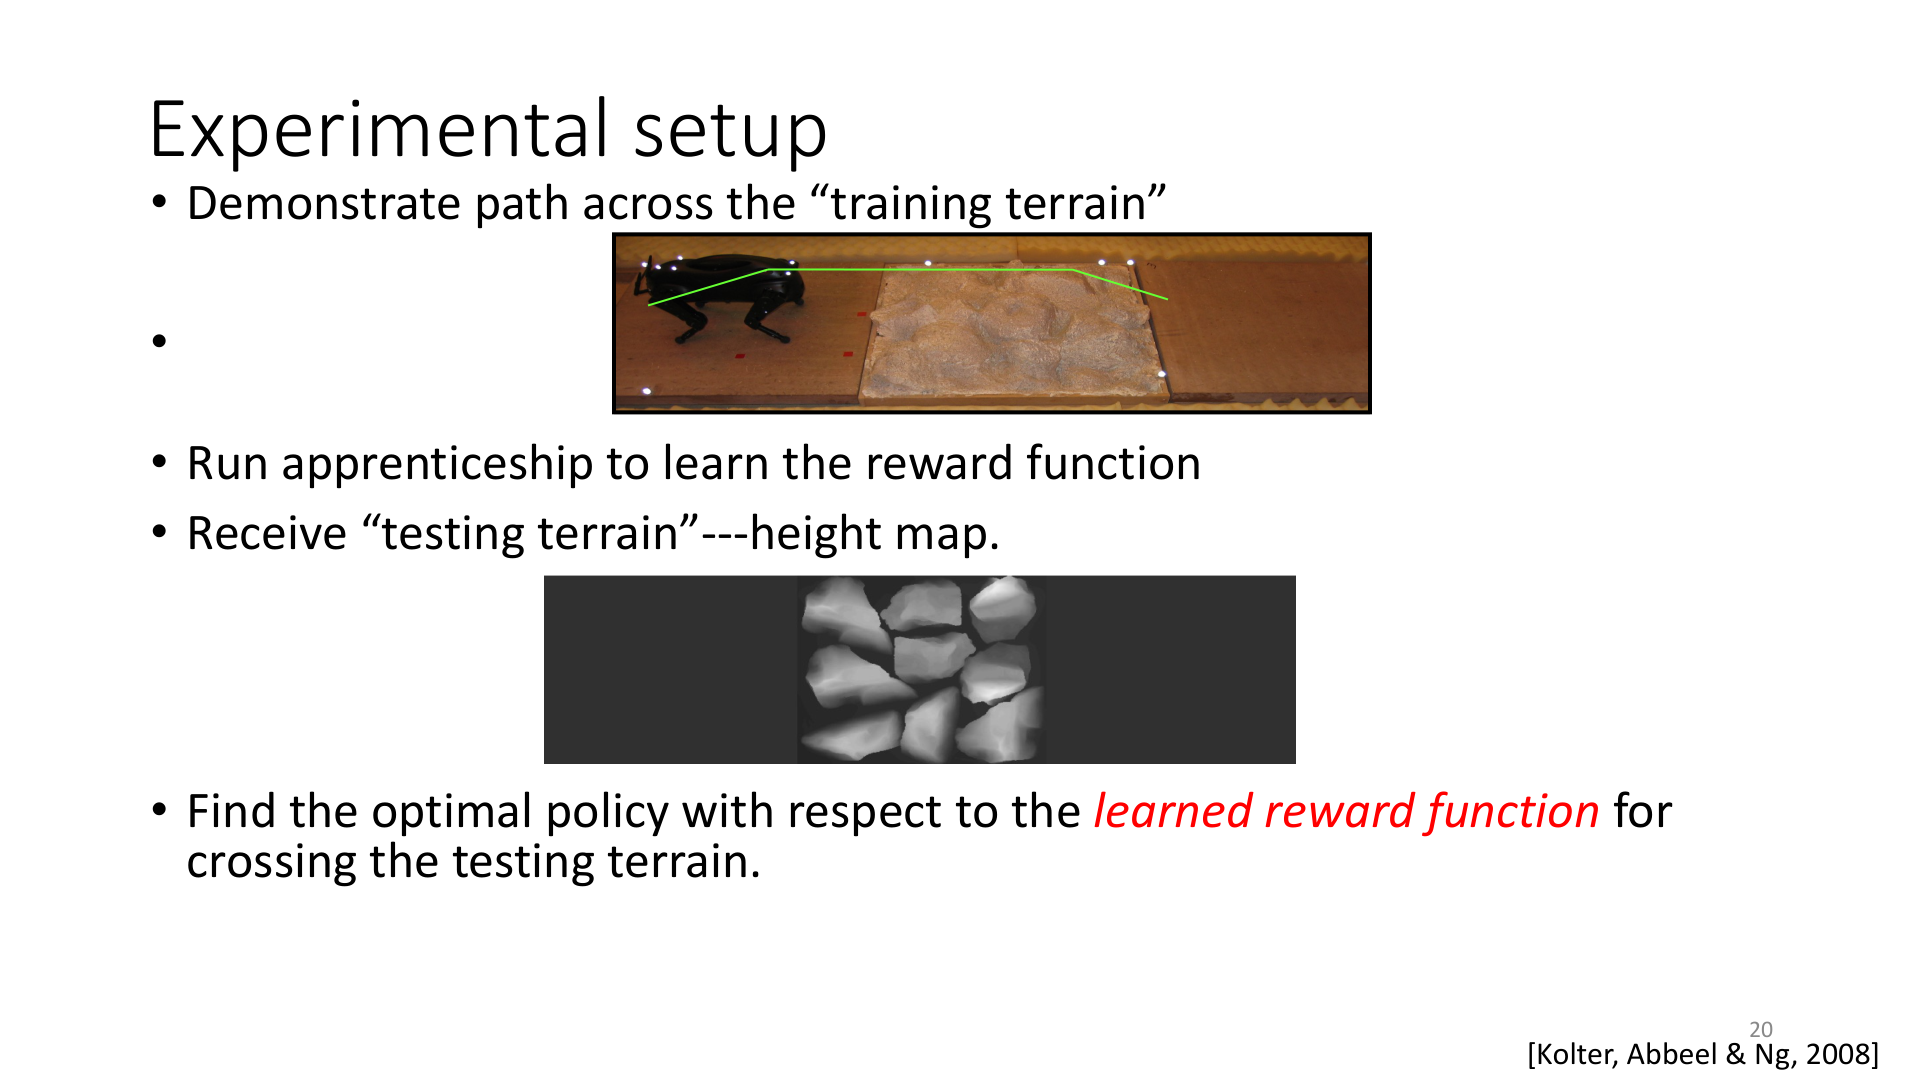 Experimental setup
• Demonstrate path across the “training terrain”
•
• Run apprenticeship to learn the reward function
• Receive “testing terrain”---height map.
• Find the optimal policy with respect to the learned reward function for
crossing the testing terrain.
20
[Kolter, Abbeel & Ng, 2008]